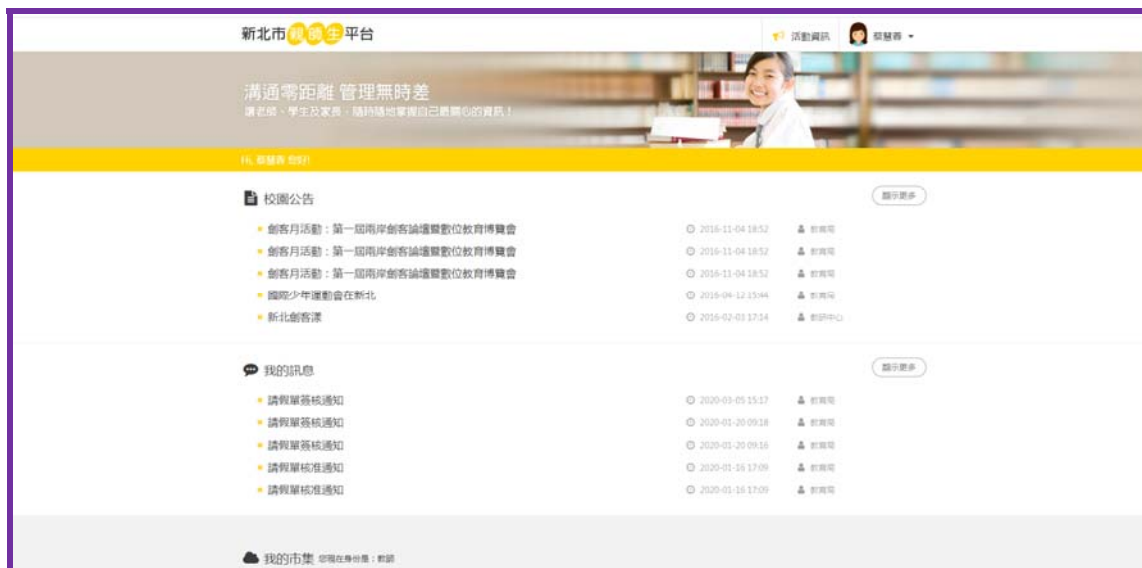 新北市親師生平台
活動資訊 蔡慧蓉
溝通零距離 管理無時差
讓老師、學生及家長,隨時隨地掌握自己最關心的資訊!
Hi, 蔡慧蓉 您好!
校園公告 顯示更多
創客月活動:第一屆兩岸創客論壇暨數位教育博覽會 2016-11-04 18:52 教育局
創客月活動:第一屆兩岸創客論壇暨數位教育博覽會 2016-11-04 18:52 教育局
創客月活動:第一屆兩岸創客論壇暨數位教育博覽會 2016-11-04 18:52 教育局
國際少年運動會在新北 2016-04-12 15:44 教育局
新北創客漾 2016-02-03 17:14 教研中心
我的訊息 顯示更多
請假單簽核通知 2020-03-05 15:17 教育局
請假單簽核通知 2020-01-20 09:18 教育局
請假單簽核通知 2020-01-20 09:16 教育局
請假單核准通知 2020-01-16 17:09 教育局
請假單核准通知 2020-01-16 17:09 教育局
我的市集 您現在身份是:教師